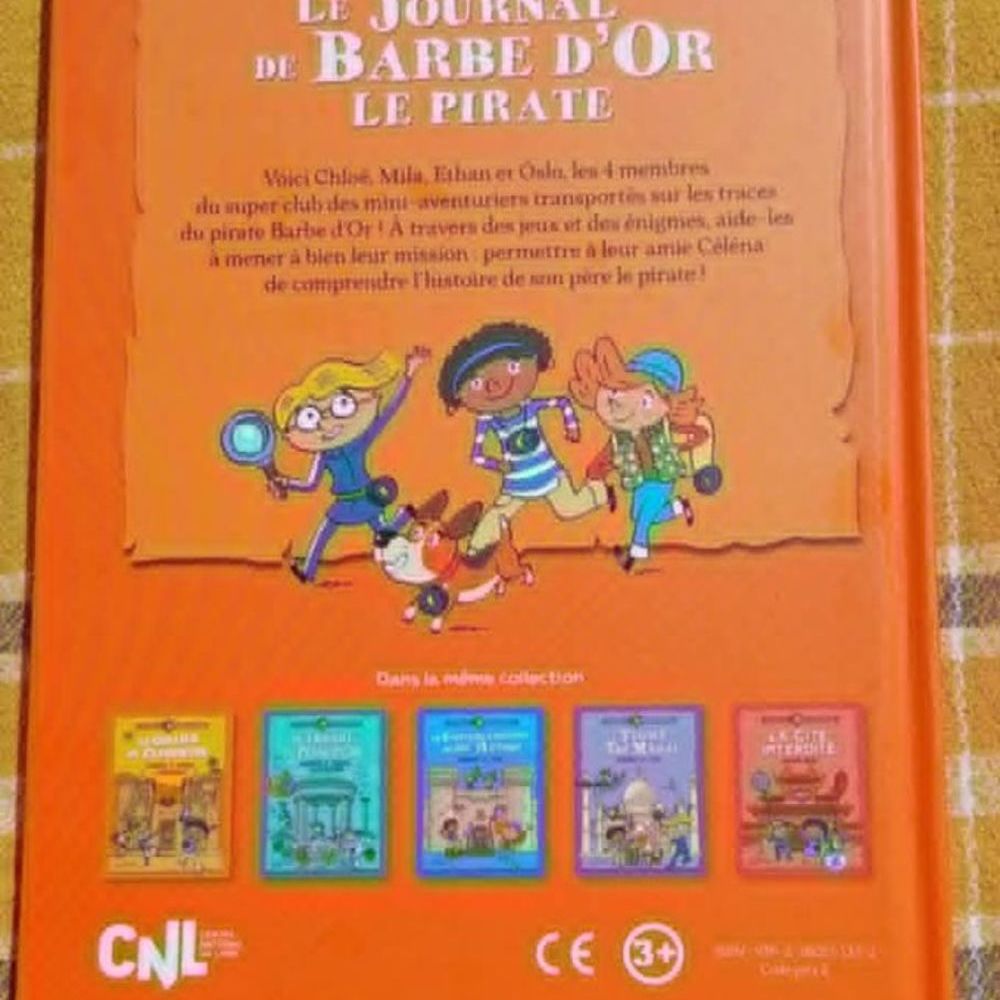 LE JOURNAL
DE BARBE D'OR
LE PIRATE
Voici Chloé, Mila, Ethan et Oslo, les 4 membres
du super club des mini-aventuriers transportés sur les traces
du pirate Barbe d'Or ! À travers des jeux et des énigmes, aide-les
à mener à bien leur mission : permettre à leur amie Céléna
de comprendre l'histoire de son père le pirate !
Dans la même collection
TAJ MAHAL
LA CITÉ
INTERDITE
CNL
CE
3+
ISBN